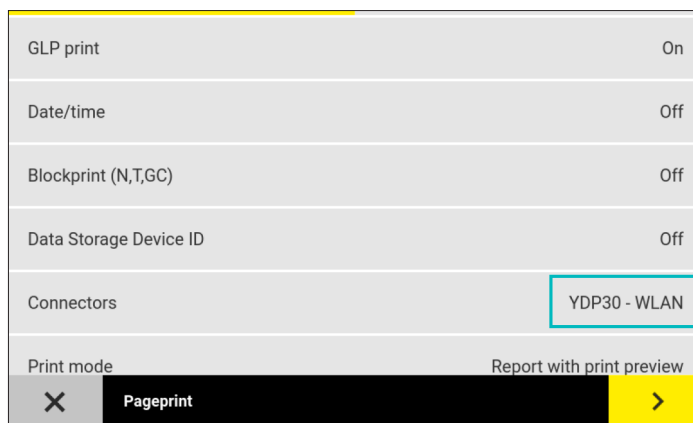 GLP print On
Date/time Off
Blockprint (N,T,GC) Off
Data Storage Device ID Off
Connectors YDP30 - WLAN
Print mode Report with print preview
Pageprint